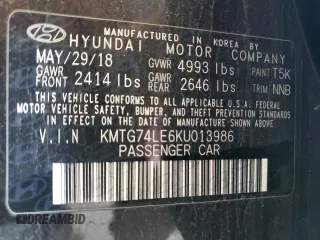 MANUFACTURED IN KOREA BY
HYUNDAI MOTOR COMPANY
MAY/29/18 GVWR 4993 lbs PAINT T5K
GAWR FRONT 2414 lbs GAWR REAR 2646 lbs TRIM NNB
THIS VEHICLE CONFORMS TO ALL APPLICABLE FEDERAL
MOTOR VEHICLE SAFETY, BUMPER, AND THEFT PREVENTION STANDARDS
IN EFFECT ON THE DATE OF MANUFACTURE SHOWN ABOVE.
V.I.N KMTG74LE6KU013986
PASSENGER CAR
©DREAMBID